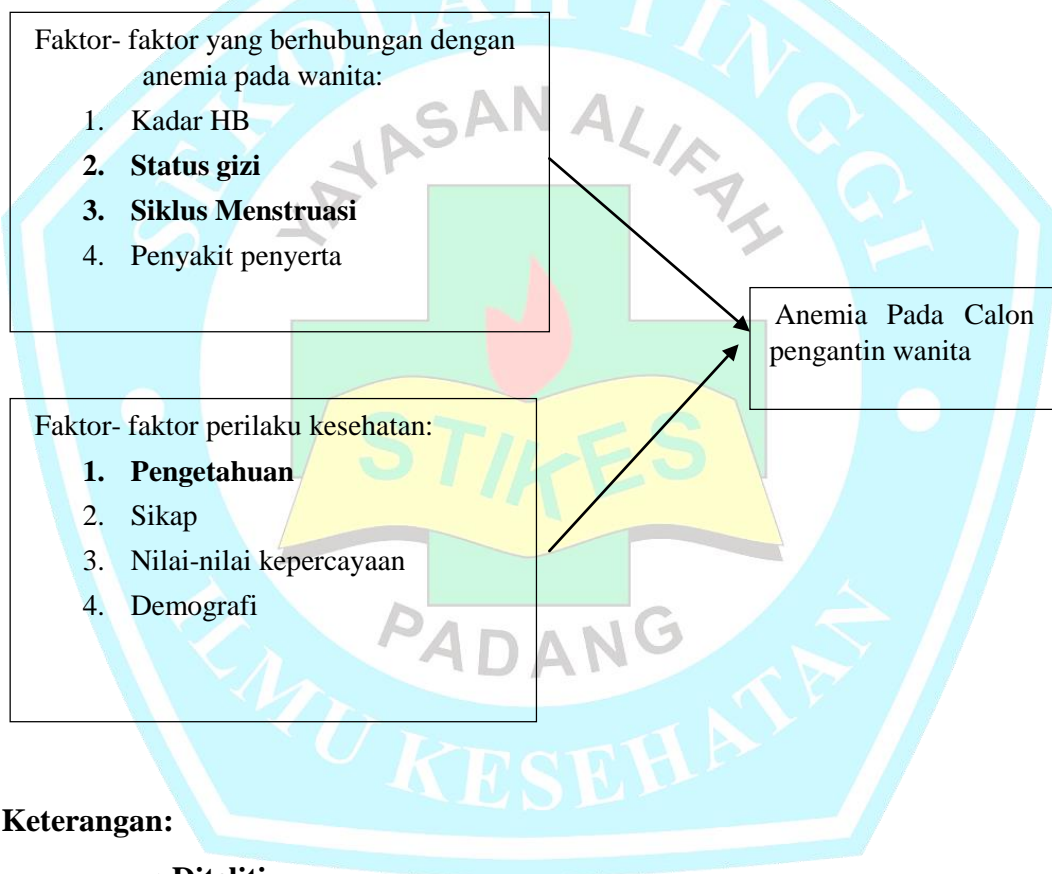 Faktor- faktor yang berhubungan dengan
anemia pada wanita:
1. Kadar HB
2. Status gizi
3. Siklus Menstruasi
4. Penyakit penyerta
Anemia Pada Calon
pengantin wanita
Faktor- faktor perilaku kesehatan:
1. Pengetahuan
2. Sikap
3. Nilai-nilai kepercayaan
4. Demografi
Keterangan:
SEKOLAH TINGGI
YAYASAN ALIFAH
STIKES
PADANG
ILMU KESEHATAN